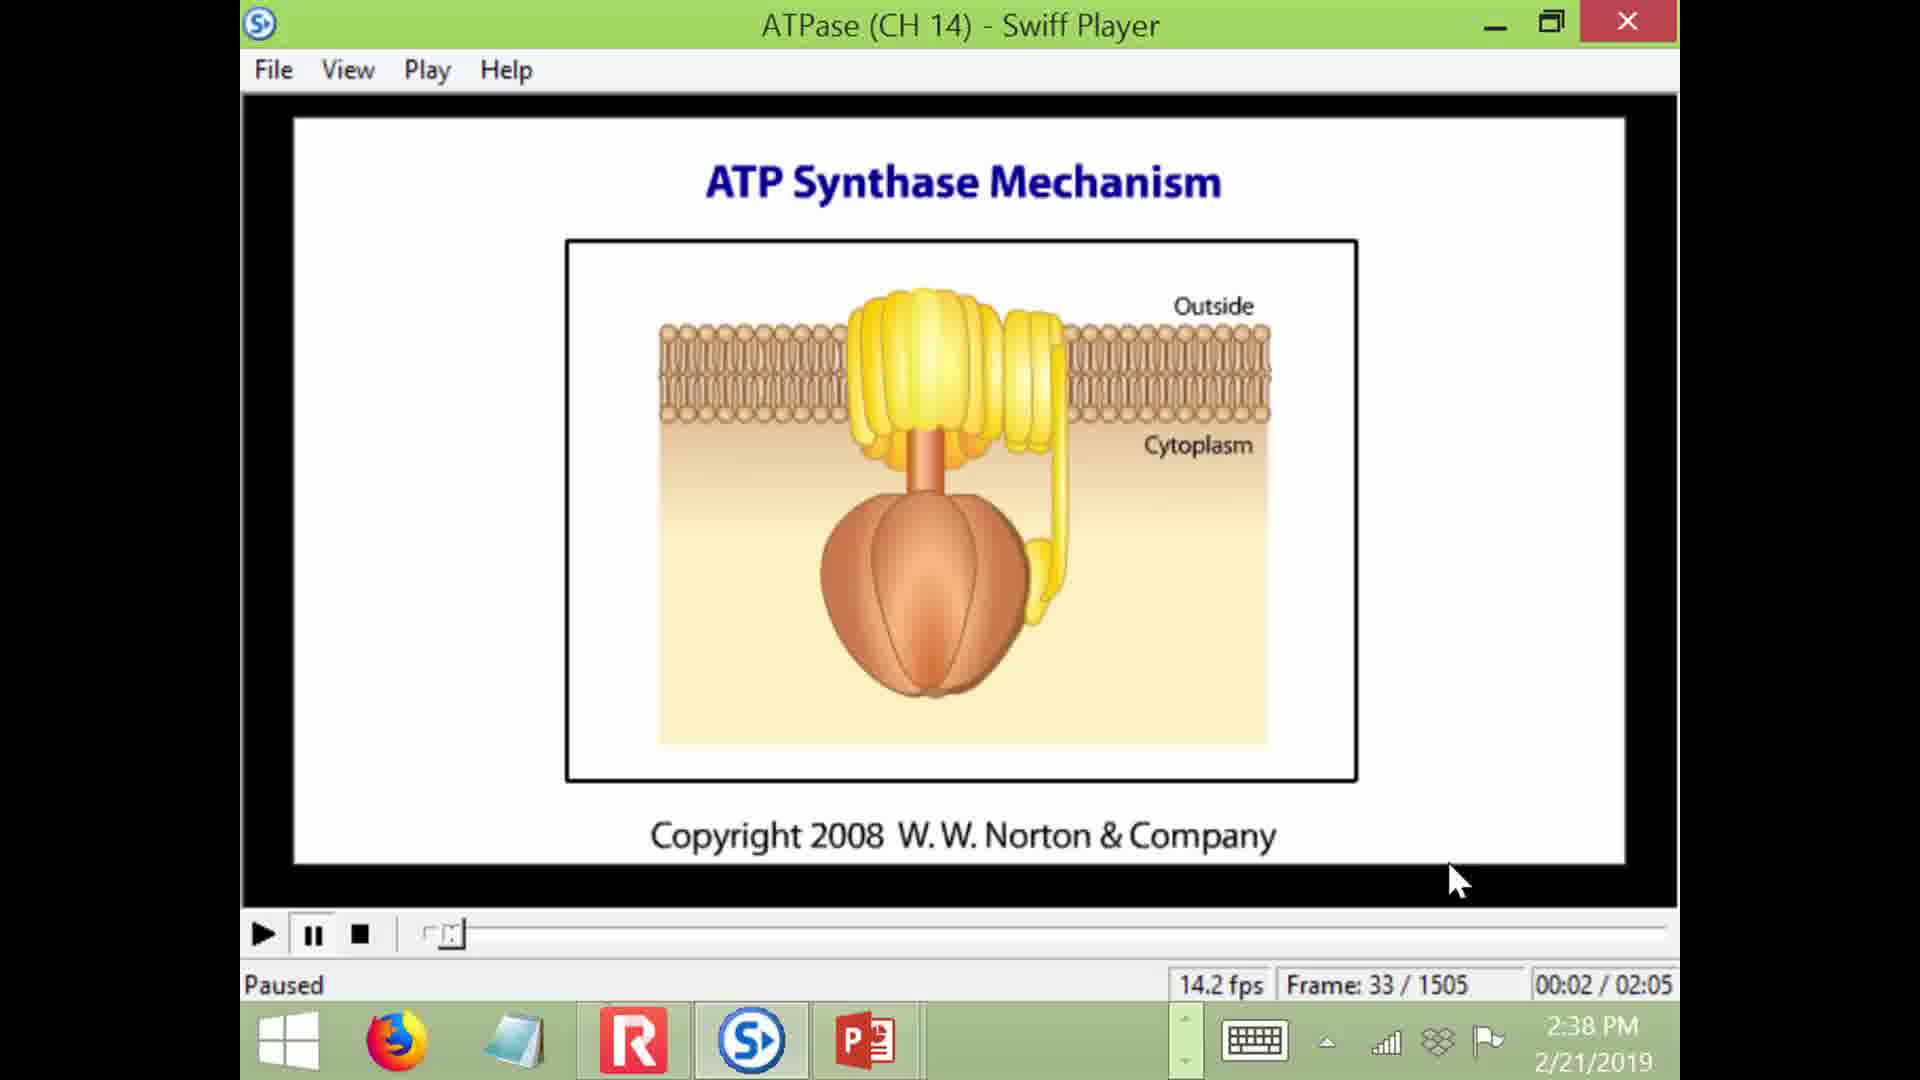 ATPase (CH 14) - Swiff Player
File View Play Help
ATP Synthase Mechanism
Outside
Cytoplasm
Copyright 2008 W. W. Norton & Company
Paused 14.2 fps Frame: 33 / 1505 00:02 / 02:05
2:38 PM
2/21/2019